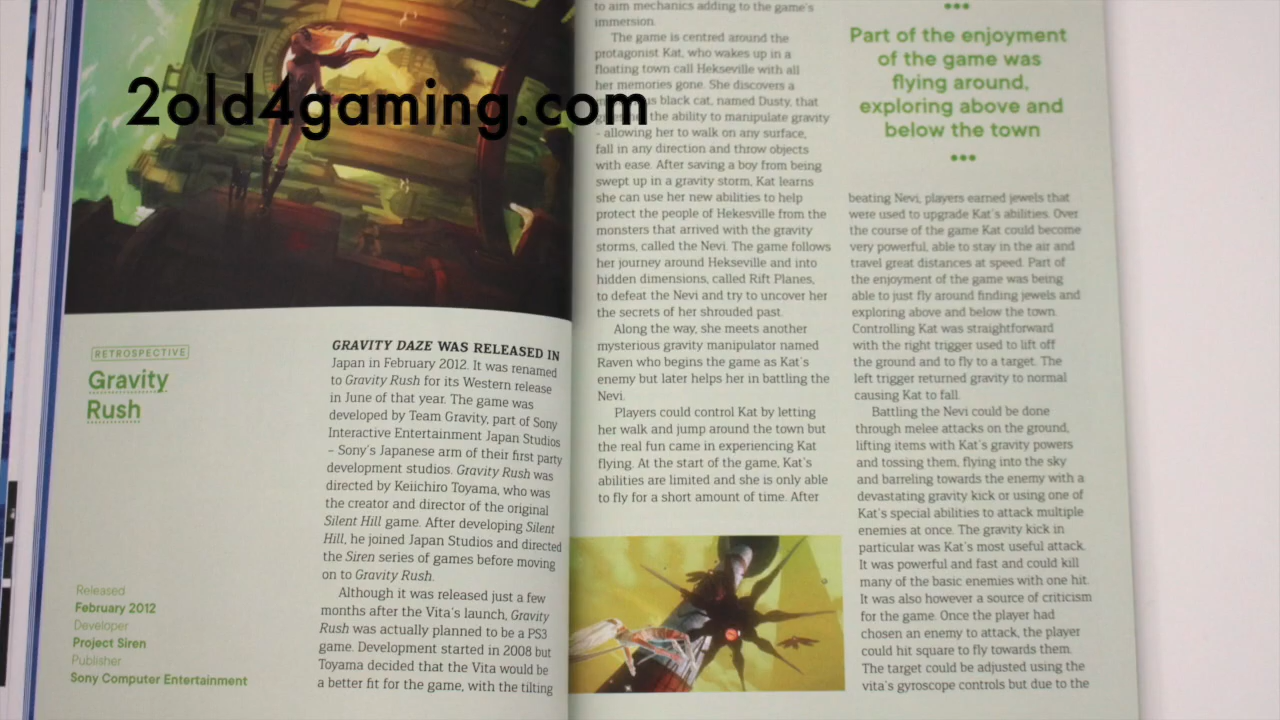 2old4gaming.com
RETROSPECTIVE
Gravity
Rush
Released
February 2012
Developer
Project Siren
Publisher
Sony Computer Entertainment
GRAVITY DAZE WAS RELEASED IN
Japan in February 2012. It was renamed
to Gravity Rush for its Western release
in June of that year. The game was
developed by Team Gravity, part of Sony
Interactive Entertainment Japan Studios
– Sony's Japanese arm of their first party
development studios. Gravity Rush was
directed by Keiichiro Toyama, who was
the creator and director of the original
Silent Hill game. After developing Silent
Hill, he joined Japan Studios and directed
the Siren series of games before moving
on to Gravity Rush.
Although it was released just a few
months after the Vita's launch, Gravity
Rush was actually planned to be a PS3
game. Development started in 2008 but
Toyama decided that the Vita would be
a better fit for the game, with the tilting
to aim mechanics adding to the game's
immersion.
The game is centred around the
protagonist Kat, who wakes up in a
floating town call Hekseville with all
her memories gone. She discovers a
black cat, named Dusty, that
the ability to manipulate gravity
- allowing her to walk on any surface,
fall in any direction and throw objects
with ease. After saving a boy from being
swept up in a gravity storm, Kat learns
she can use her new abilities to help
protect the people of Hekesville from the
monsters that arrived with the gravity
storms, called the Nevi. The game follows
her journey around Hekseville and into
hidden dimensions, called Rift Planes,
to defeat the Nevi and try to uncover her
the secrets of her shrouded past.
Along the way, she meets another
mysterious gravity manipulator named
Raven who begins the game as Kat's
enemy but later helps her in battling the
Nevi.
Players could control Kat by letting
her walk and jump around the town but
the real fun came in experiencing Kat
flying. At the start of the game, Kat's
abilities are limited and she is only able
to fly for a short amount of time. After
Part of the enjoyment
of the game was
flying around,
exploring above and
below the town
beating Nevi, players earned jewels that
were used to upgrade Kat's abilities. Over
the course of the game Kat could become
very powerful, able to stay in the air and
travel great distances at speed. Part of
the enjoyment of the game was being
able to just fly around finding jewels and
exploring above and below the town.
Controlling Kat was straightforward
with the right trigger used to lift off
the ground and to fly to a target. The
left trigger returned gravity to normal
causing Kat to fall.
Battling the Nevi could be done
through melee attacks on the ground,
lifting items with Kat's gravity powers
and tossing them, flying into the sky
and barreling towards the enemy with a
devastating gravity kick or using one of
Kat's special abilities to attack multiple
enemies at once. The gravity kick in
particular was Kat's most useful attack.
It was powerful and fast and could kill
many of the basic enemies with one hit.
It was also however a source of criticism
for the game. Once the player had
chosen an enemy to attack, the player
could hit square to fly towards them.
The target could be adjusted using the
vita's gyroscope controls but due to the